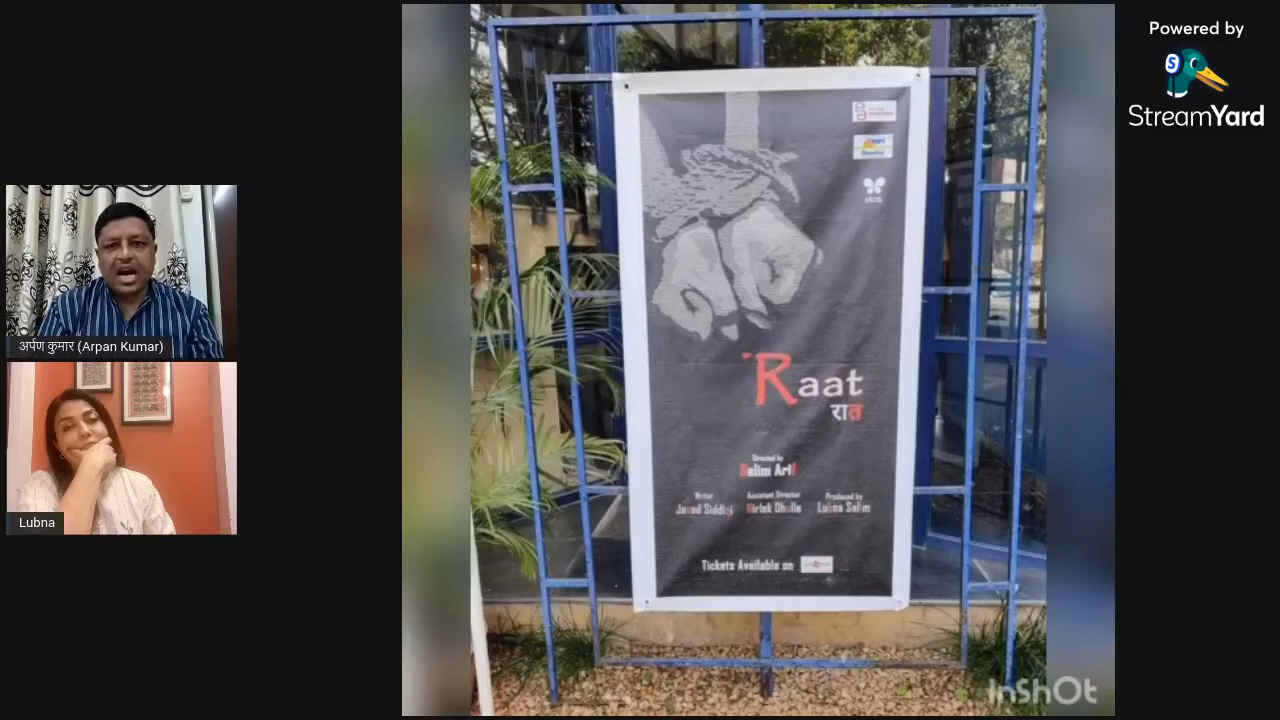 Powered by
StreamYard
अर्पण कुमार (Arpan Kumar)
Lubna
Raat
रात
Directed by
Salim Arif
Writer
Javed Siddiqi
Assistant Director
Produced by
Lubna Salim
Tickets Available on
InShOt